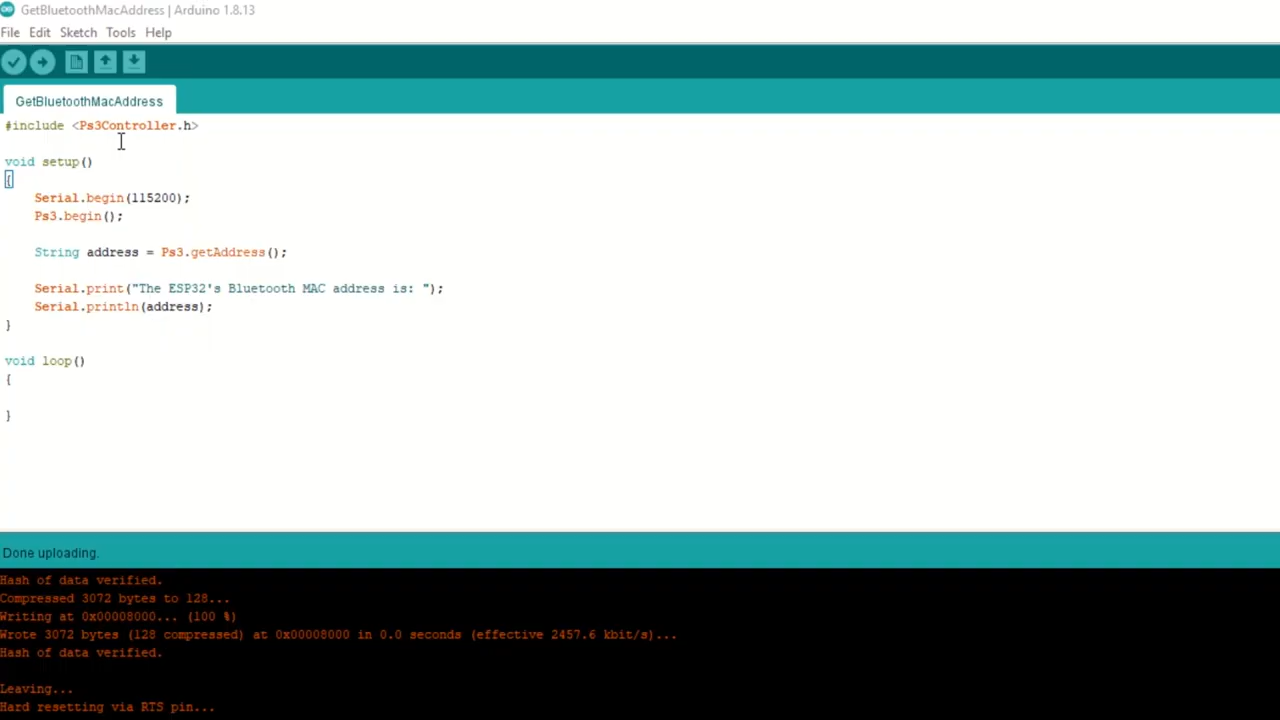 GetBluetoothMacAddress | Arduino 1.8.13
File Edit Sketch Tools Help
GetBluetoothMacAddress
#include <Ps3Controller.h>
void setup()
{
Serial.begin(115200);
Ps3.begin();
String address = Ps3.getAddress();
Serial.print("The ESP32's Bluetooth MAC address is: ");
Serial.println(address);
}
void loop()
{
}
Done uploading.
Hash of data verified.
Compressed 3072 bytes to 128...
Writing at 0x00008000... (100 %)
Wrote 3072 bytes (128 compressed) at 0x00008000 in 0.0 seconds (effective 2457.6 kbit/s)...
Hash of data verified.
Leaving...
Hard resetting via RTS pin...